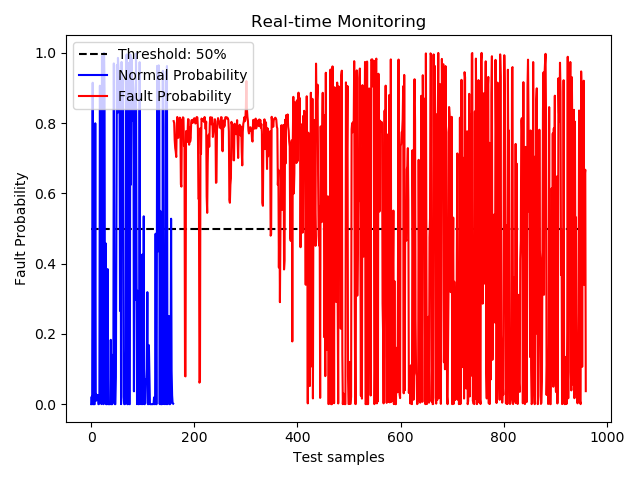 Real-time Monitoring
Threshold: 50%
Normal Probability
Fault Probability
Fault Probability
1.0
0.8
0.6
0.4
0.2
0.0
0
200
400
600
800
1000
Test samples